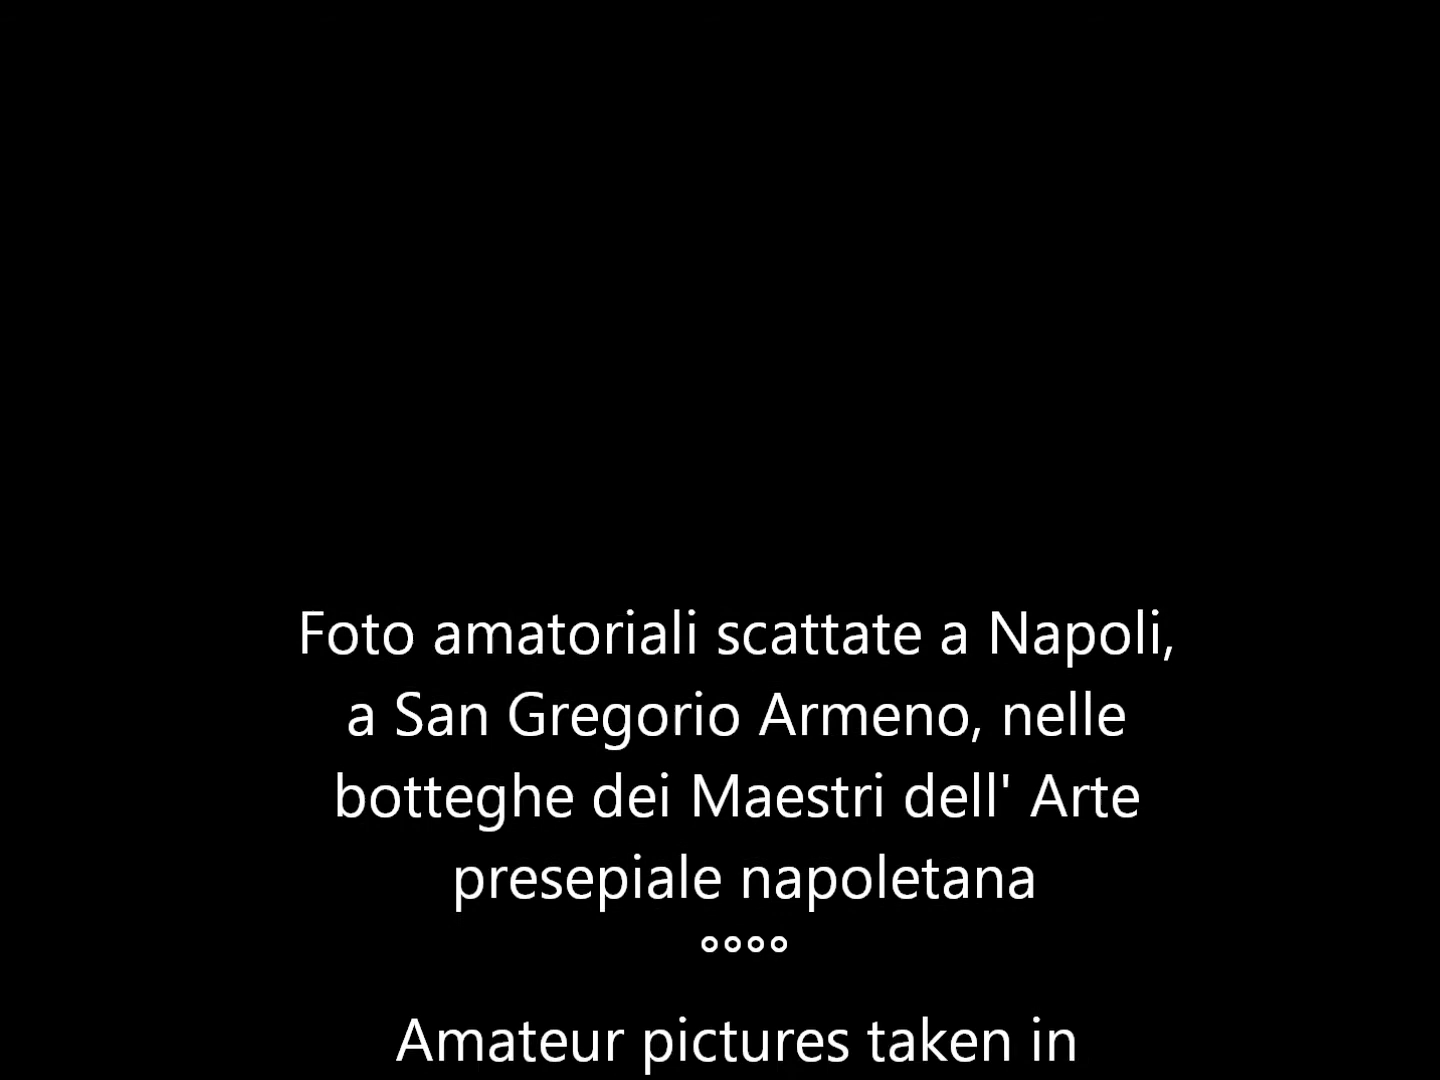 Foto amatoriali scattate a Napoli,
a San Gregorio Armeno, nelle
botteghe dei Maestri dell' Arte
presepiale napoletana
°°°°
Amateur pictures taken in